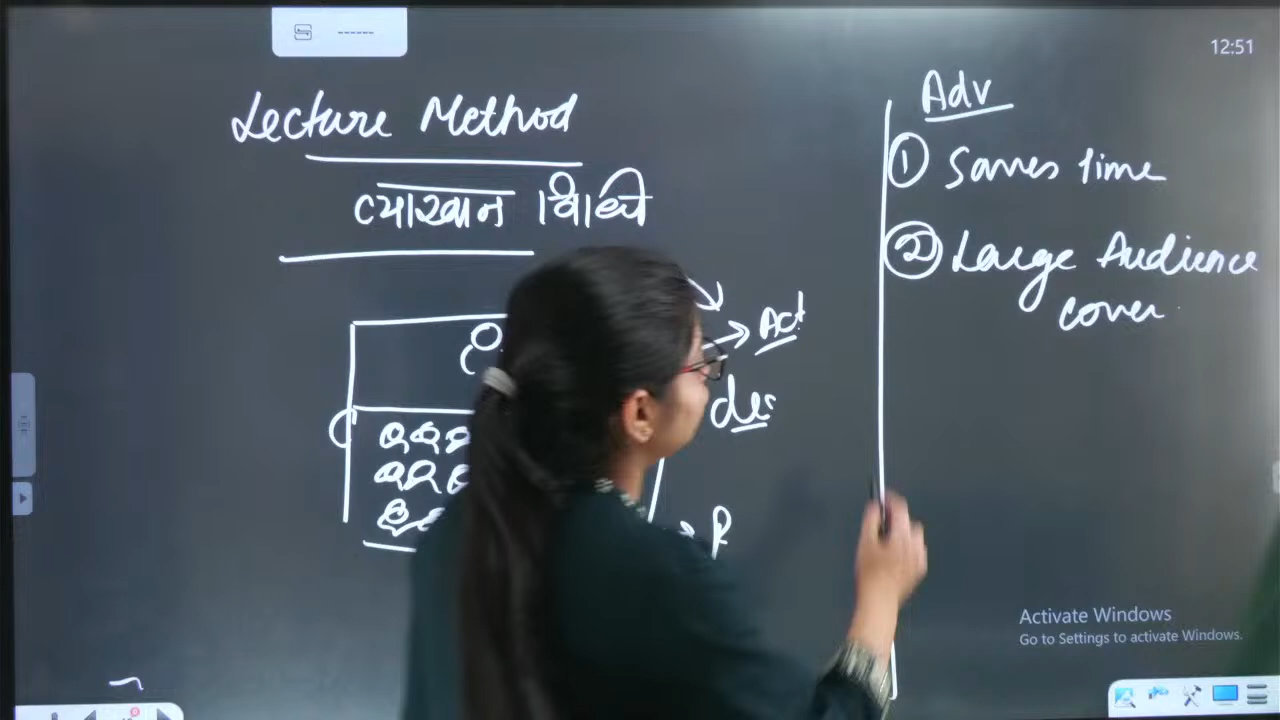 12:51
Lecture Method
व्याख्यान विधी
Adv
① Saves time
② Large Audience
cover
Act
R
Activate Windows
Go to Settings to activate Windows.